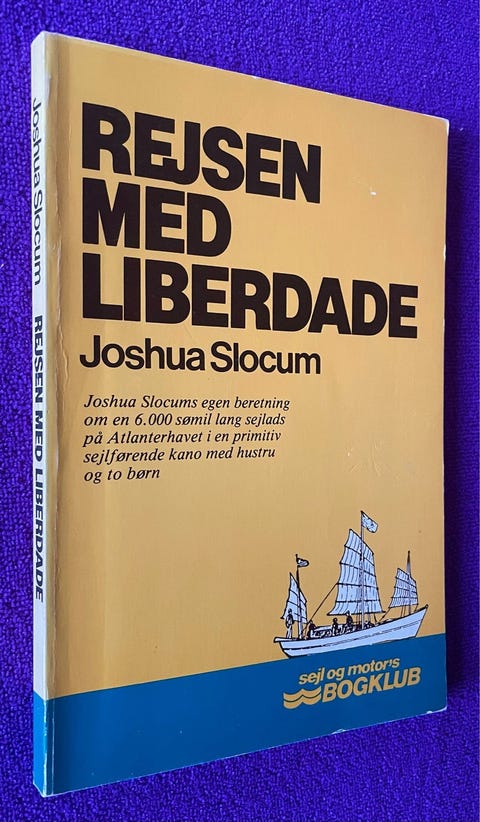 Joshua Slocum REJSEN MED LIBERDADE
REJSEN
MED
LIBERDADE
Joshua Slocum
Joshua Slocums egen beretning
om en 6.000 sømil lang sejlads
på Atlanterhavet i en primitiv
sejlførende kano med hustru
og to børn
sejl og motor's
BOGKLUB